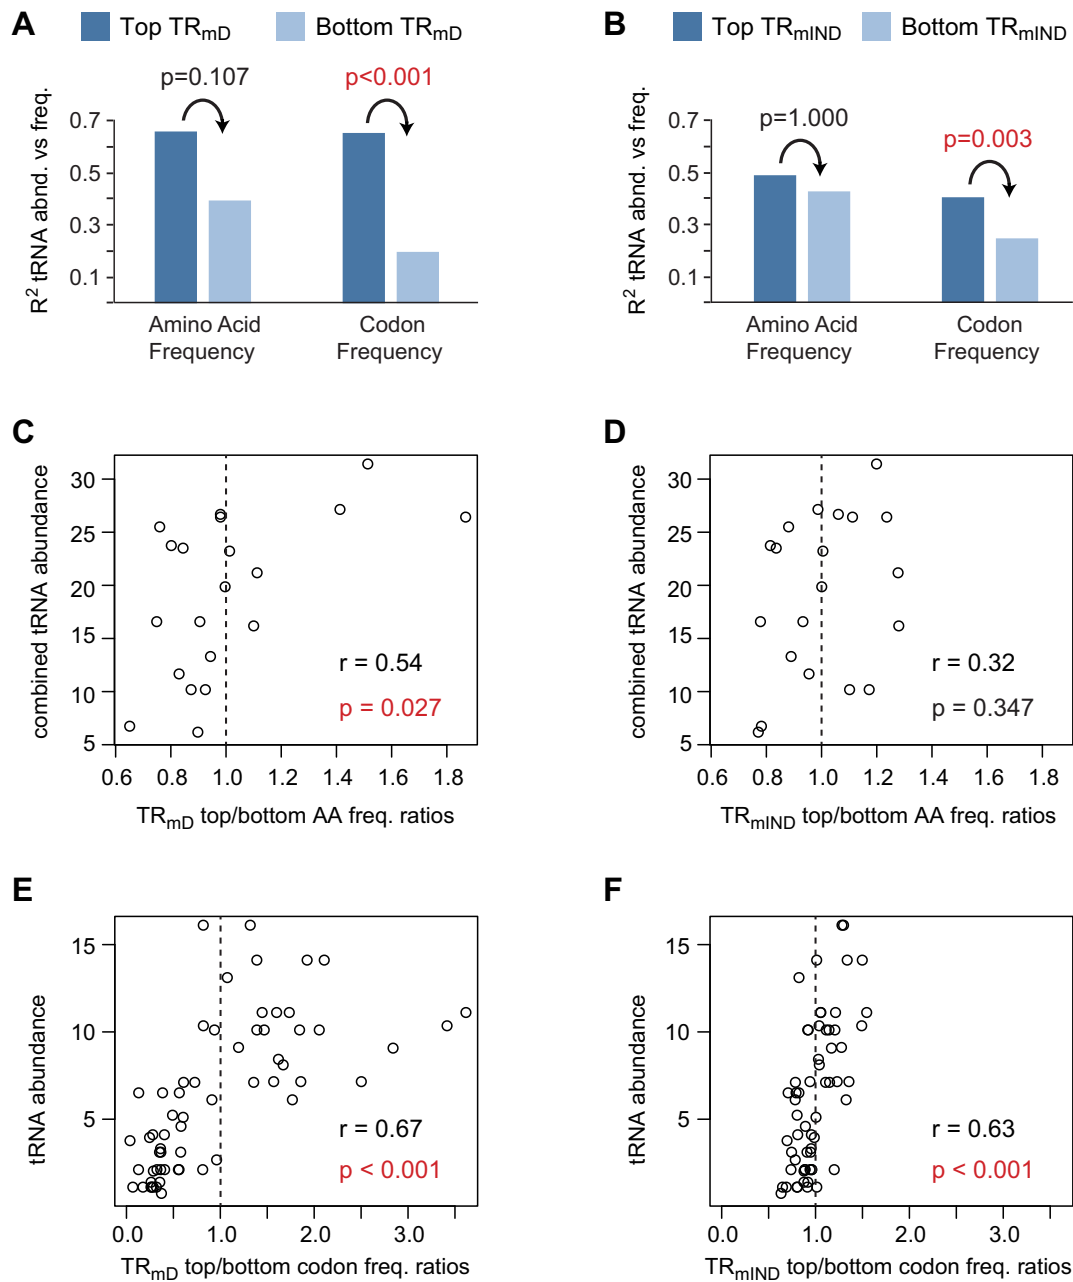 A
Top TRmD
Bottom TRmD
p=0.107
p<0.001
R2 tRNA abnd. vs freq.
0.7
0.5
0.3
0.1
Amino Acid
Frequency
Codon
Frequency
B
Top TRmIND
Bottom TRmIND
p=1.000
p=0.003
R2 tRNA abnd. vs freq.
0.7
0.5
0.3
0.1
Amino Acid
Frequency
Codon
Frequency
C
combined tRNA abundance
30
25
20
15
10
5
r = 0.54
p = 0.027
0.6 0.8 1.0 1.2 1.4 1.6 1.8
TRmD top/bottom AA freq. ratios
D
combined tRNA abundance
30
25
20
15
10
5
r = 0.32
p = 0.347
0.6 0.8 1.0 1.2 1.4 1.6 1.8
TRmIND top/bottom AA freq. ratios
E
tRNA abundance
15
10
5
r = 0.67
p < 0.001
0.0 1.0 2.0 3.0
TRmD top/bottom codon freq. ratios
F
tRNA abundance
15
10
5
r = 0.63
p < 0.001
0.0 1.0 2.0 3.0
TRmIND top/bottom codon freq. ratios